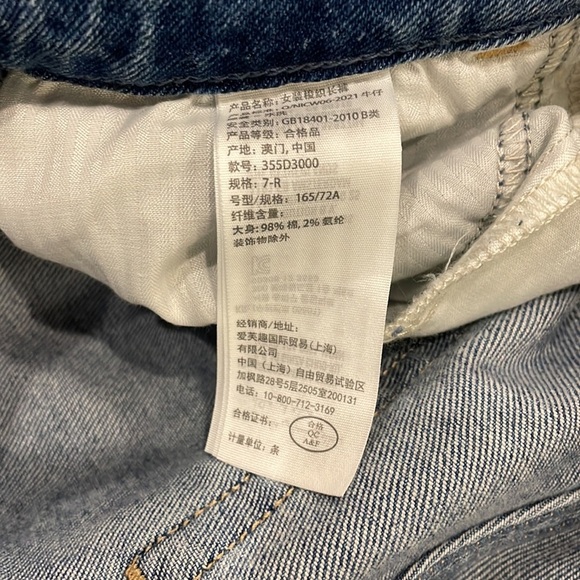 产品名称: 女装梭织长裤
Q/NICW06-2021 牛仔
水洗
安全类别: GB18401-2010 B类
产品等级: 合格品
产地: 澳门, 中国
款号: 355D3000
规格: 7-R
号型/规格: 165/72A
纤维含量:
大身: 98% 棉, 2% 氨纶
装饰物除外
经销商/地址:
爱芙趣国际贸易(上海)
有限公司
中国（上海）自由贸易试验区
加枫路28号5层2505室200131
电话: 10-800-712-3169
合格证书:
合格
QC
A&F
计量单位: 条